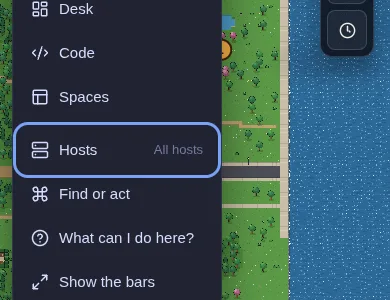 Desk
Code
Spaces
Hosts All hosts
Find or act
What can I do here?
Show the bars